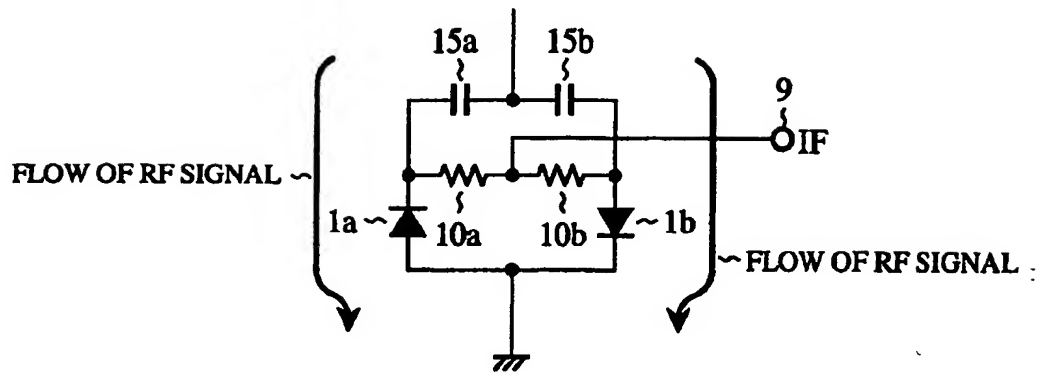 15a 15b
9
IF
FLOW OF RF SIGNAL
1a 10a 10b 1b
FLOW OF RF SIGNAL